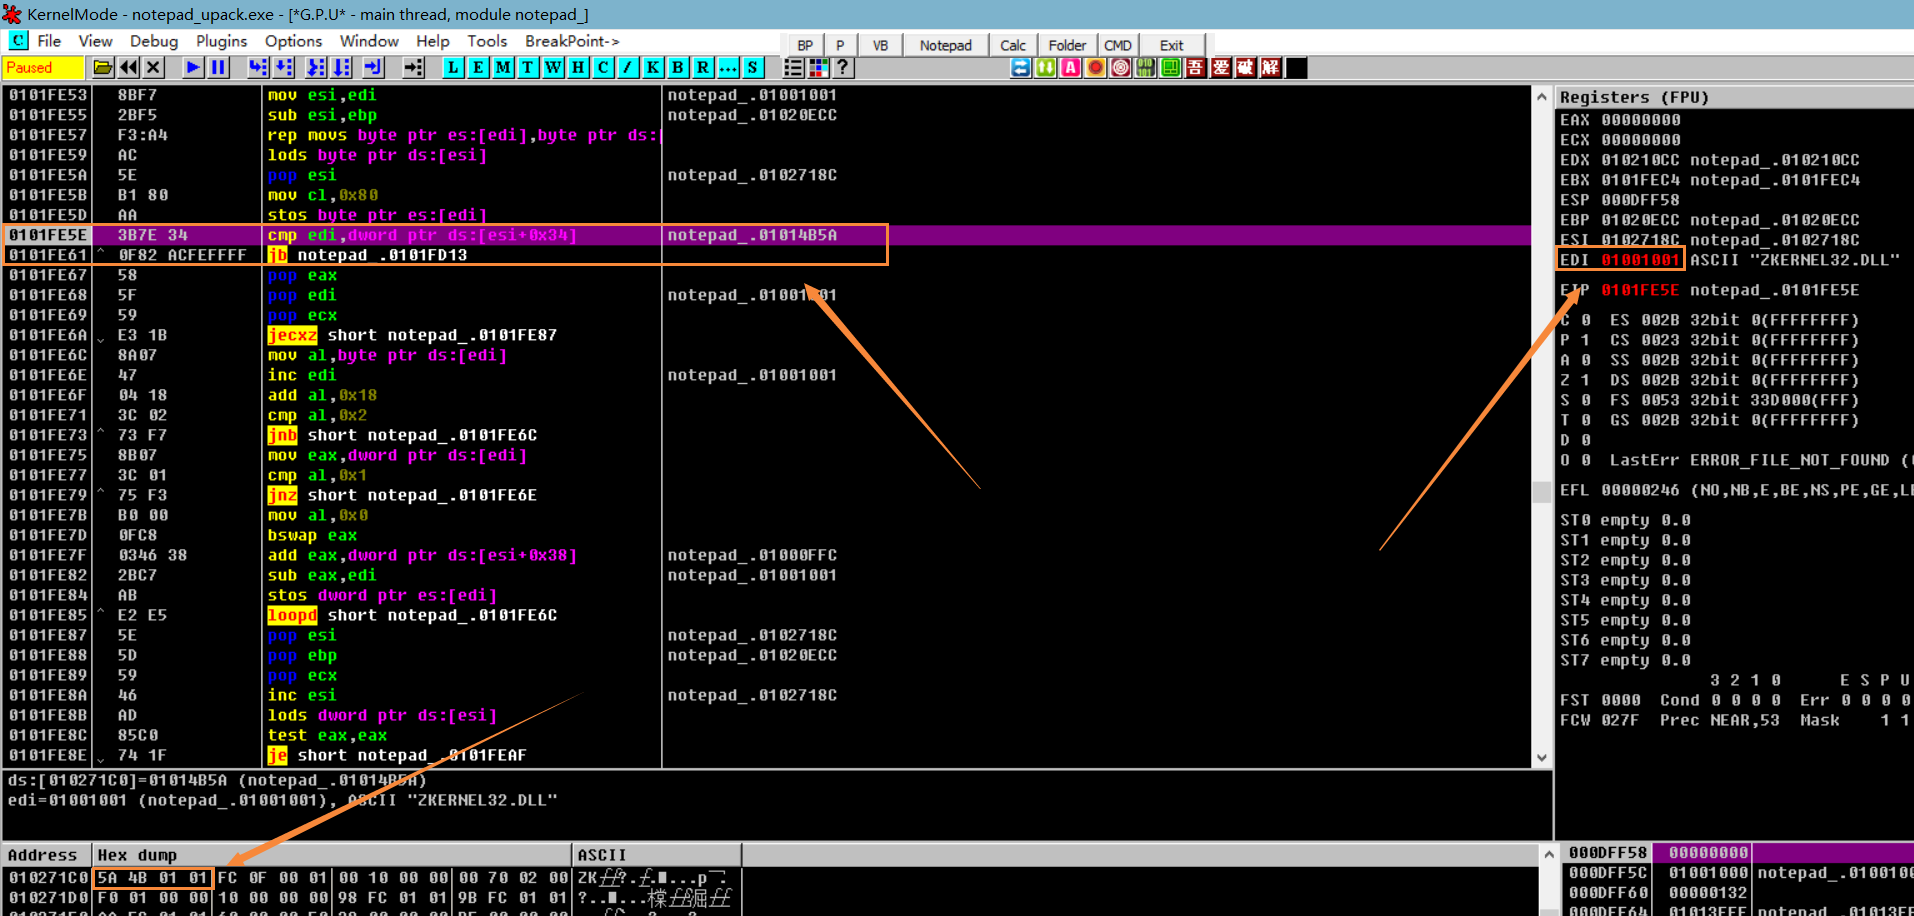 KernelMode - notepad_upack.exe - [*G.P.U* - main thread, module notepad_]
C File View Debug Plugins Options Window Help Tools BreakPoint-> BP P VB Notepad Calc Folder CMD Exit
Paused L E M T W H C / K B R ... S ? A 吾 爱 破 解
0101FE53 8BF7 mov esi,edi notepad_.01001001
0101FE55 2BF5 sub esi,ebp notepad_.01020ECC
0101FE57 F3:A4 rep movs byte ptr es:[edi],byte ptr ds:[
0101FE59 AC lods byte ptr ds:[esi]
0101FE5A 5E pop esi notepad_.0102718C
0101FE5B B1 80 mov cl,0x80
0101FE5D AA stos byte ptr es:[edi]
0101FE5E 3B7E 34 cmp edi,dword ptr ds:[esi+0x34] notepad_.01014B5A
0101FE61 ^ 0F82 ACFEFFFF jb notepad_.0101FD13
0101FE67 58 pop eax
0101FE68 5F pop edi notepad_.01001001
0101FE69 59 pop ecx
0101FE6A E3 1B jecxz short notepad_.0101FE87
0101FE6C 8A07 mov al,byte ptr ds:[edi]
0101FE6E 47 inc edi notepad_.01001001
0101FE6F 04 18 add al,0x18
0101FE71 3C 02 cmp al,0x2
0101FE73 ^ 73 F7 jnb short notepad_.0101FE6C
0101FE75 8B07 mov eax,dword ptr ds:[edi]
0101FE77 3C 01 cmp al,0x1
0101FE79 ^ 75 F3 jnz short notepad_.0101FE6E
0101FE7B B0 00 mov al,0x0
0101FE7D 0FC8 bswap eax
0101FE7F 0346 38 add eax,dword ptr ds:[esi+0x38] notepad_.01000FFC
0101FE82 2BC7 sub eax,edi notepad_.01001001
0101FE84 AB stos dword ptr es:[edi]
0101FE85 ^ E2 E5 loopd short notepad_.0101FE6C
0101FE87 5E pop esi notepad_.0102718C
0101FE88 5D pop ebp notepad_.01020ECC
0101FE89 59 pop ecx
0101FE8A 46 inc esi notepad_.0102718C
0101FE8B AD lods dword ptr ds:[esi]
0101FE8C 85C0 test eax,eax
0101FE8E 74 1F je short notepad_.0101FEAF
ds:[010271C0]=01014B5A (notepad_.01014B5A)
edi=01001001 (notepad_.01001001), ASCII "ZKERNEL32.DLL"
Registers (FPU)
EAX 00000000
ECX 00000000
EDX 010210CC notepad_.010210CC
EBX 0101FEC4 notepad_.0101FEC4
ESP 000DFF58
EBP 01020ECC notepad_.01020ECC
ESI 0102718C notepad_.0102718C
EDI 01001001 ASCII "ZKERNEL32.DLL"
EIP 0101FE5E notepad_.0101FE5E
C 0 ES 002B 32bit 0(FFFFFFFF)
P 1 CS 0023 32bit 0(FFFFFFFF)
A 0 SS 002B 32bit 0(FFFFFFFF)
Z 1 DS 002B 32bit 0(FFFFFFFF)
S 0 FS 0053 32bit 33D000(FFF)
T 0 GS 002B 32bit 0(FFFFFFFF)
D 0
O 0 LastErr ERROR_FILE_NOT_FOUND (
EFL 00000246 (NO,NB,E,BE,NS,PE,GE,LE
ST0 empty 0.0
ST1 empty 0.0
ST2 empty 0.0
ST3 empty 0.0
ST4 empty 0.0
ST5 empty 0.0
ST6 empty 0.0
ST7 empty 0.0
3 2 1 0 E S P U
FST 0000 Cond 0 0 0 0 Err 0 0 0 0
FCW 027F Prec NEAR,53 Mask 1 1
Address Hex dump ASCII
010271C0 5A 4B 01 01 FC 0F 00 01 00 10 00 00 00 70 02 00
010271D0 F0 01 00 00 10 00 00 00 98 FC 01 01 9B FC 01 01
000DFF58 00000000
000DFF5C 01001000 notepad_.0100100
000DFF60 00000132
000DFF64 01013FFF notepad_.01013FF